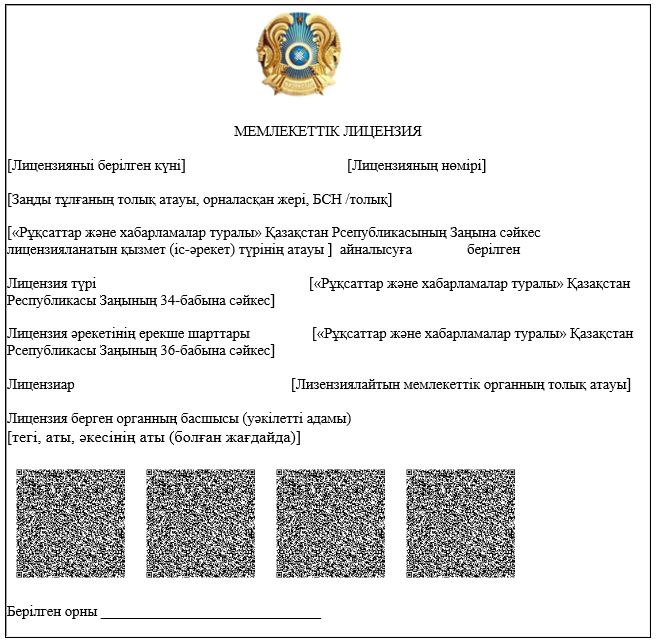 МЕМЛЕКЕТТІК ЛИЦЕНЗИЯ
[Лицензияныі берілген күні] [Лицензияның нөмірі]
[Заңды тұлғаның толық атауы, орналасқан жері, БСН /толық]
[«Рұқсаттар және хабарламалар туралы» Қазақстан Рсепубликасының Заңына сәйкес
лицензияланатын қызмет (іс-әрекет) түрінің атауы ] айналысуға берілген
Лицензия түрі [«Рұқсаттар және хабарламалар туралы» Қазақстан
Республикасы Заңының 34-бабына сәйкес]
Лицензия әрекетінің ерекше шарттары [«Рұқсаттар және хабарламалар туралы» Қазақстан
Рсепубликасы Заңының 36-бабына сәйкес]
Лицензиар [Лизензиялайтын мемлекеттік органның толық атауы]
Лицензия берген органның басшысы (уәкілетті адамы)
[тегі, аты, әкесінің аты (болған жағдайда)]
Берілген орны ______________________________